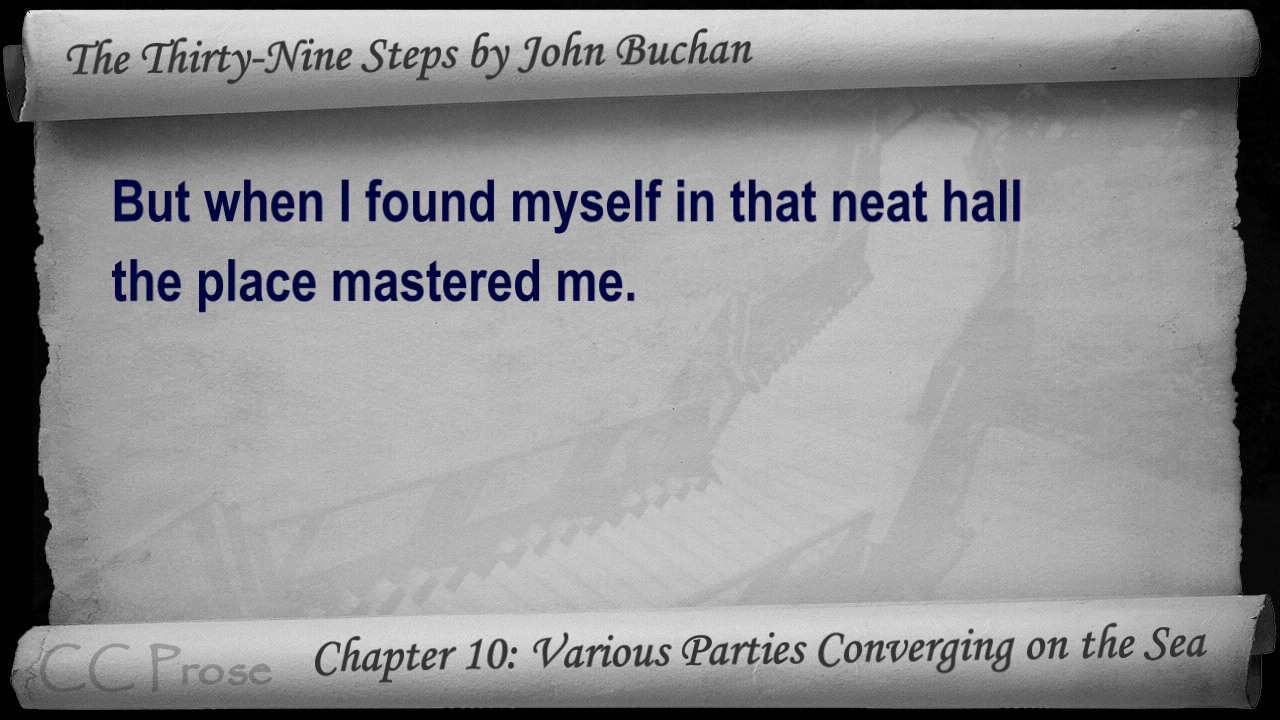 The Thirty-Nine Steps by John Buchan
But when I found myself in that neat hall
the place mastered me.
CC Prose
Chapter 10: Various Parties Converging on the Sea